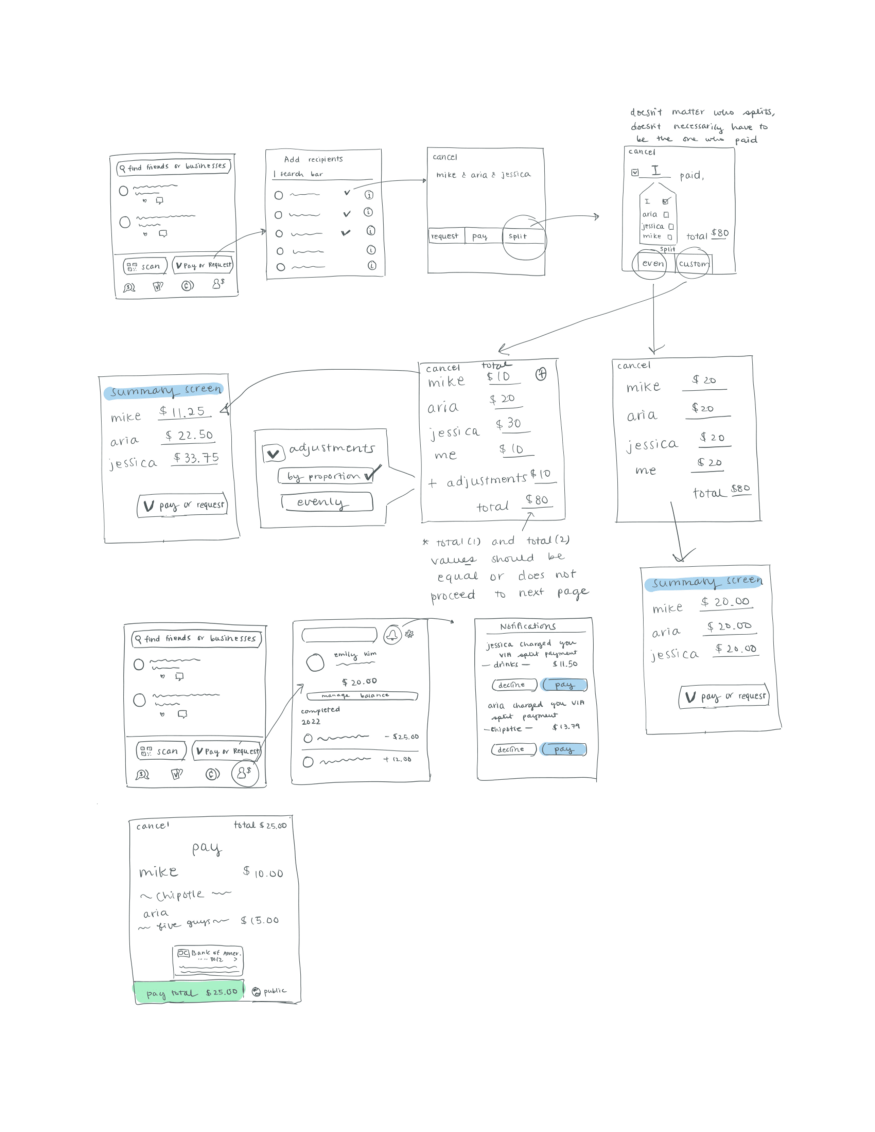 doesn't matter who splits,
doesn't necessarily have to
be the one who paid
find friends or businesses
scan
V Pay or Request
Add recipients
search bar
cancel
mike & aria & jessica
request
pay
split
cancel
I paid.
I
aria
jessica
mike
total $80
split
even
custom
summary screen
mike $ 11.25
aria $ 22.50
jessica $ 33.75
V pay or request
adjustments
by proportion
evenly
cancel total
mike $10
aria $20
jessica $30
me $10
+ adjustments $10
total $80
* total(1) and total(2)
values should be
equal or does not
proceed to next page
cancel
mike $20
aria $20
jessica $20
me $20
total $80
summary screen
mike $ 20.00
aria $ 20.00
jessica $ 20.00
V pay or request
find friends or businesses
scan
V Pay or Request
emily kim
$ 20.00
manage balance
completed
2022
- $25.00
+ 12.00
Notifications
jessica charged you
VIA split payment
— drinks — $11.50
decline
pay
aria charged you VIA
split payment
— Chipotle — $13.79
decline
pay
cancel
total $25.00
pay
mike $ 10.00
~ Chipotle ~
aria
~ five guys ~ $15.00
Bank of Amer.
pay total $25.00
public